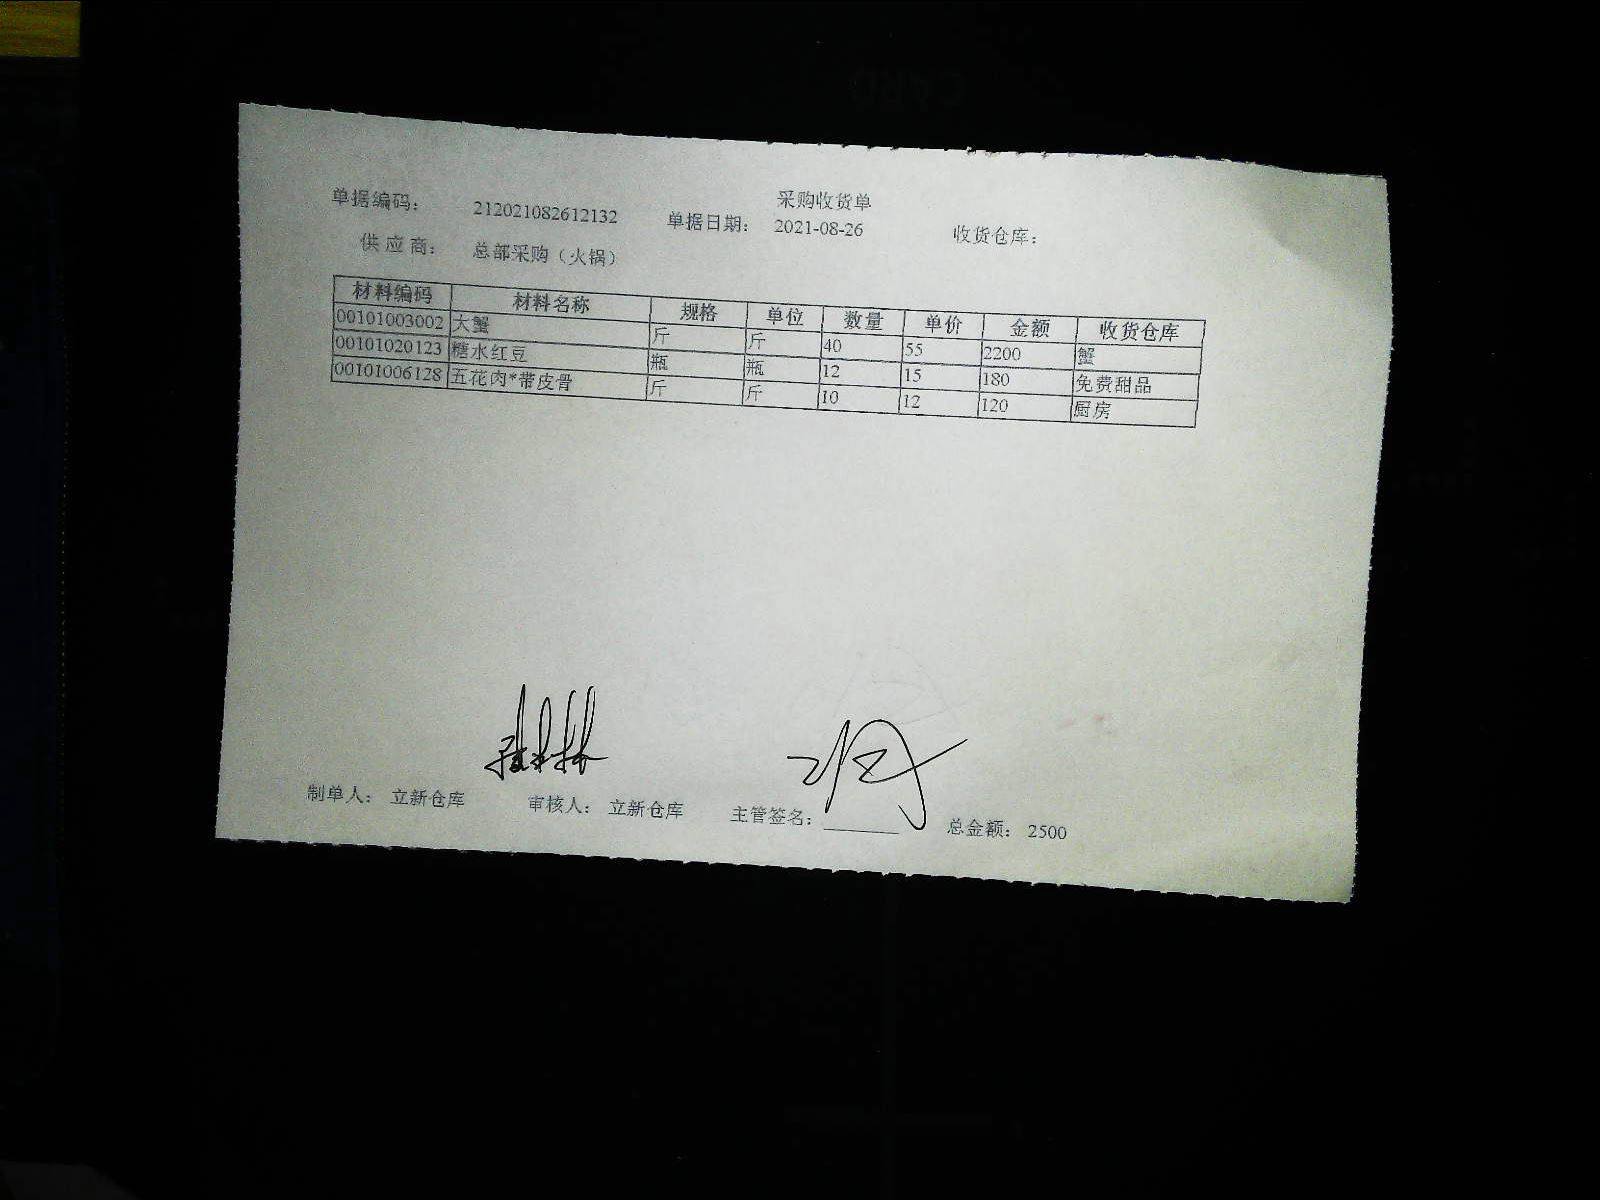 采购收货单
单据编码： 212021082612132 单据日期： 2021-08-26 收货仓库：
供 应 商： 总部采购（火锅）
材料编码 材料名称 规格 单位 数量 单价 金额 收货仓库
00101003002 大蟹 斤 斤 40 55 2200 蟹
00101020123 糖水红豆 瓶 瓶 12 15 180 免费甜品
00101006128 五花肉*带皮骨 斤 斤 10 12 120 厨房
制单人： 立新仓库 审核人： 立新仓库 主管签名： 总金额： 2500